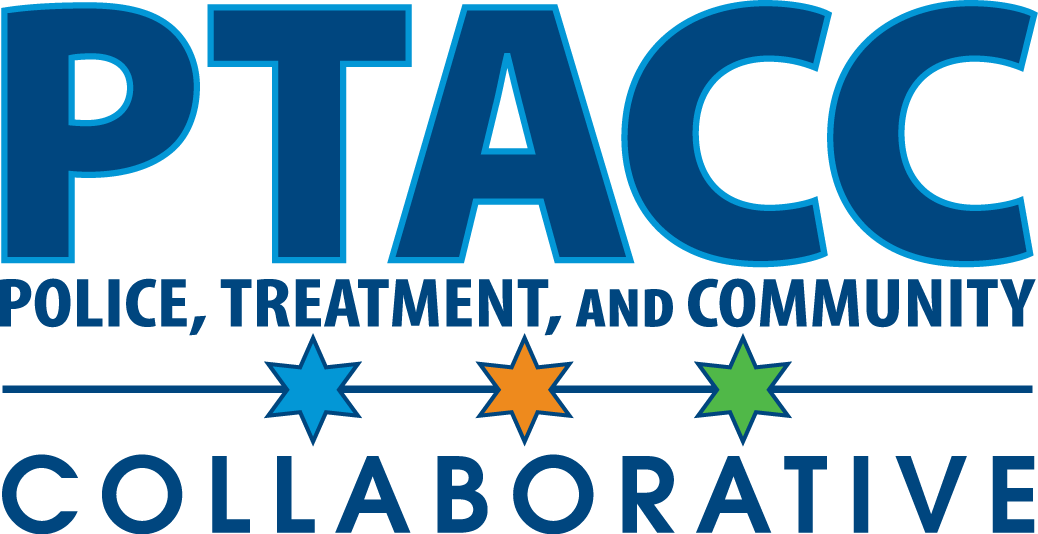 PTACC
POLICE, TREATMENT, AND COMMUNITY
COLLABORATIVE